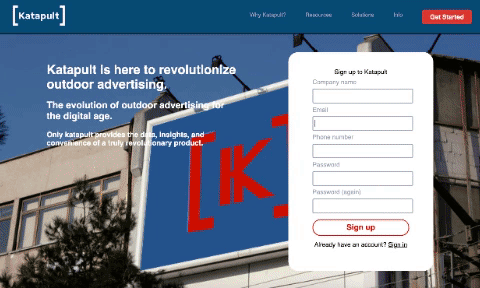 [Katapult]
Why Katapult?
Resources
Solutions
Info
Get Started
Katapult is here to revolutionize
outdoor advertising.
The evolution of outdoor advertising for
the digital age.
Only katapult provides the data, insights, and
convenience of a truly revolutionary product.
[K]
Sign up to Katapult
Company name
Email
Phone number
Password
Password (again)
Sign up
Already have an account? Sign in